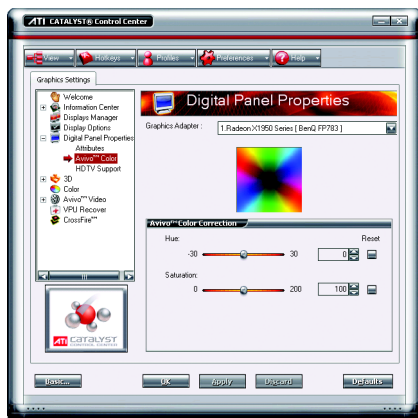 ATI CATALYST® Control Center
View
Hotkeys
Profiles
Preferences
Help
Graphics Settings
Welcome
Information Center
Displays Manager
Display Options
Digital Panel Properties
Attributes
Avivo™ Color
HDTV Support
3D
Color
Avivo™ Video
VPU Recover
CrossFire™
ATI CATALYST
CONTROL CENTER
Digital Panel Properties
Graphics Adapter :
1.Radeon X1950 Series [ BenQ FP783 ]
Avivo™ Color Correction
Hue:
Reset
-30
30
0
Saturation:
0
200
100
Basic...
OK
Apply
Discard
Defaults